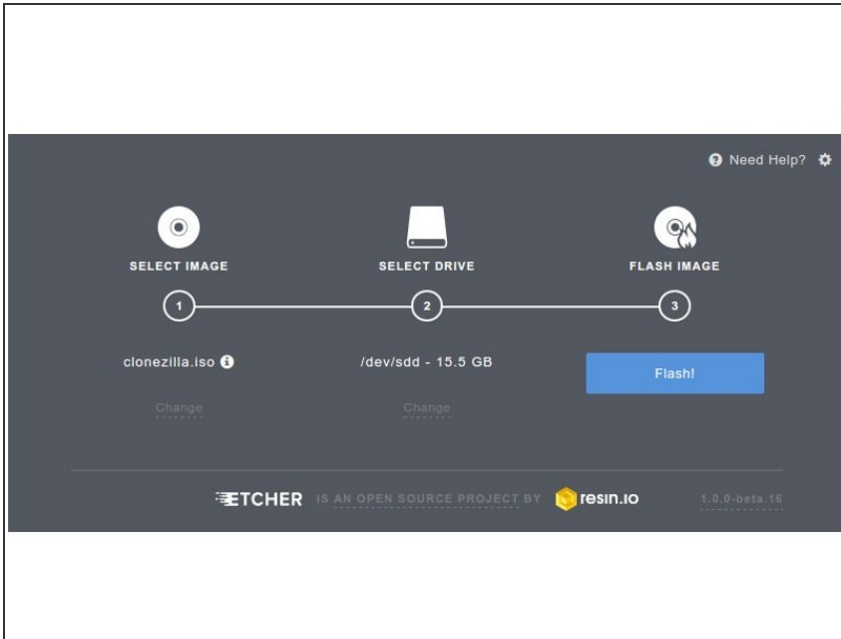 Need Help?
SELECT IMAGE SELECT DRIVE FLASH IMAGE
1 2 3
clonezilla.iso /dev/sdd - 15.5 GB Flash!
Change Change
ETCHER IS AN OPEN SOURCE PROJECT BY resin.io 1.0.0-beta.16